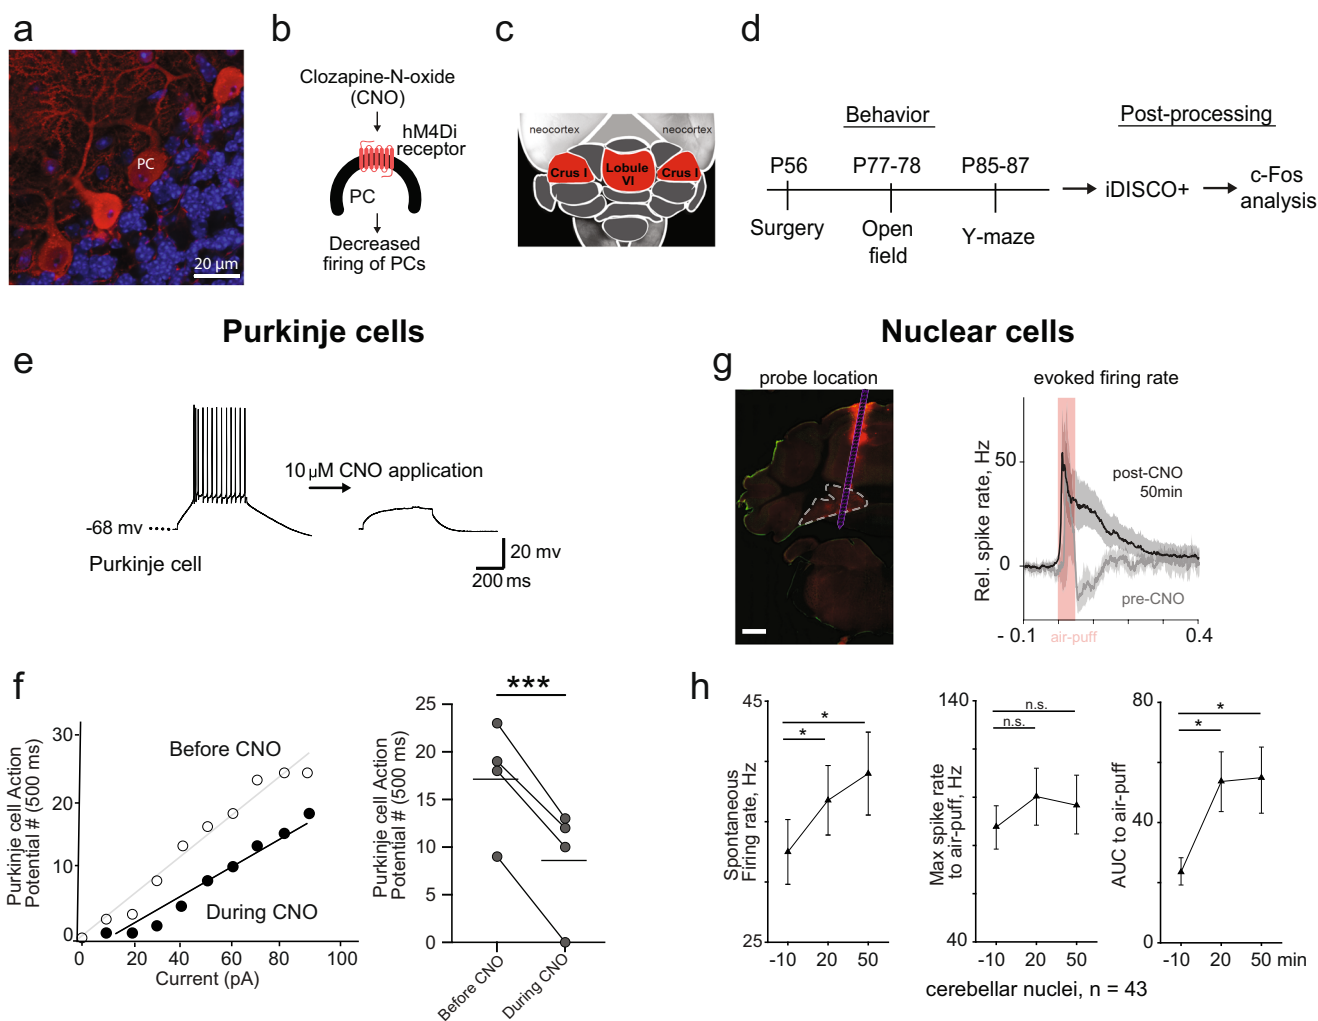 a
PC
20 µm
b
Clozapine-N-oxide
(CNO)
hM4Di
receptor
PC
Decreased
firing of PCs
c
neocortex
neocortex
Crus I
Lobule
VI
Crus I
d
Behavior
Post-processing
P56
P77-78
P85-87
Surgery
Open
field
Y-maze
iDISCO+
c-Fos
analysis
Purkinje cells
Nuclear cells
e
10 µM CNO application
-68 mv
Purkinje cell
20 mv
200 ms
g
probe location
evoked firing rate
Rel. spike rate, Hz
50
0
post-CNO
50min
pre-CNO
- 0.1
air-puff
0.4
f
Purkinje cell Action
Potential # (500 ms)
30
20
10
0
Before CNO
During CNO
0
20
40
60
80
100
Current (pA)
Purkinje cell Action
Potential # (500 ms)
25
20
15
10
5
0
***
Before CNO
During CNO
h
Spontaneous
Firing rate, Hz
45
25
*
*
-10
20
50
Max spike rate
to air-puff, Hz
140
40
n.s.
n.s.
-10
20
50
AUC to air-puff
80
40
0
*
*
-10
20
50 min
cerebellar nuclei, n = 43